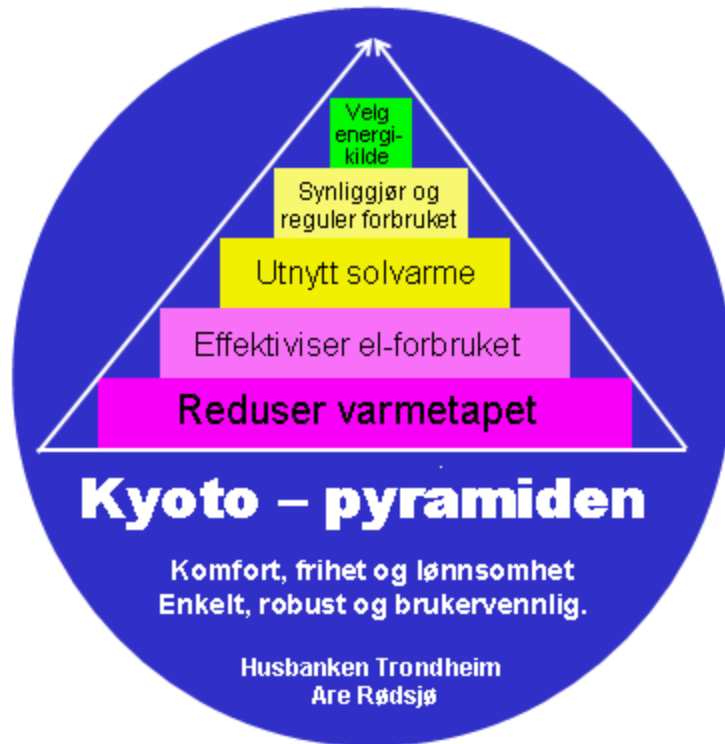 Velg
energi-
kilde
Synliggjør og
reguler forbruket
Utnytt solvarme
Effektiviser el-forbruket
Reduser varmetapet
Kyoto – pyramiden
Komfort, frihet og lønnsomhet
Enkelt, robust og brukervennlig.
Husbanken Trondheim
Are Rødsjø